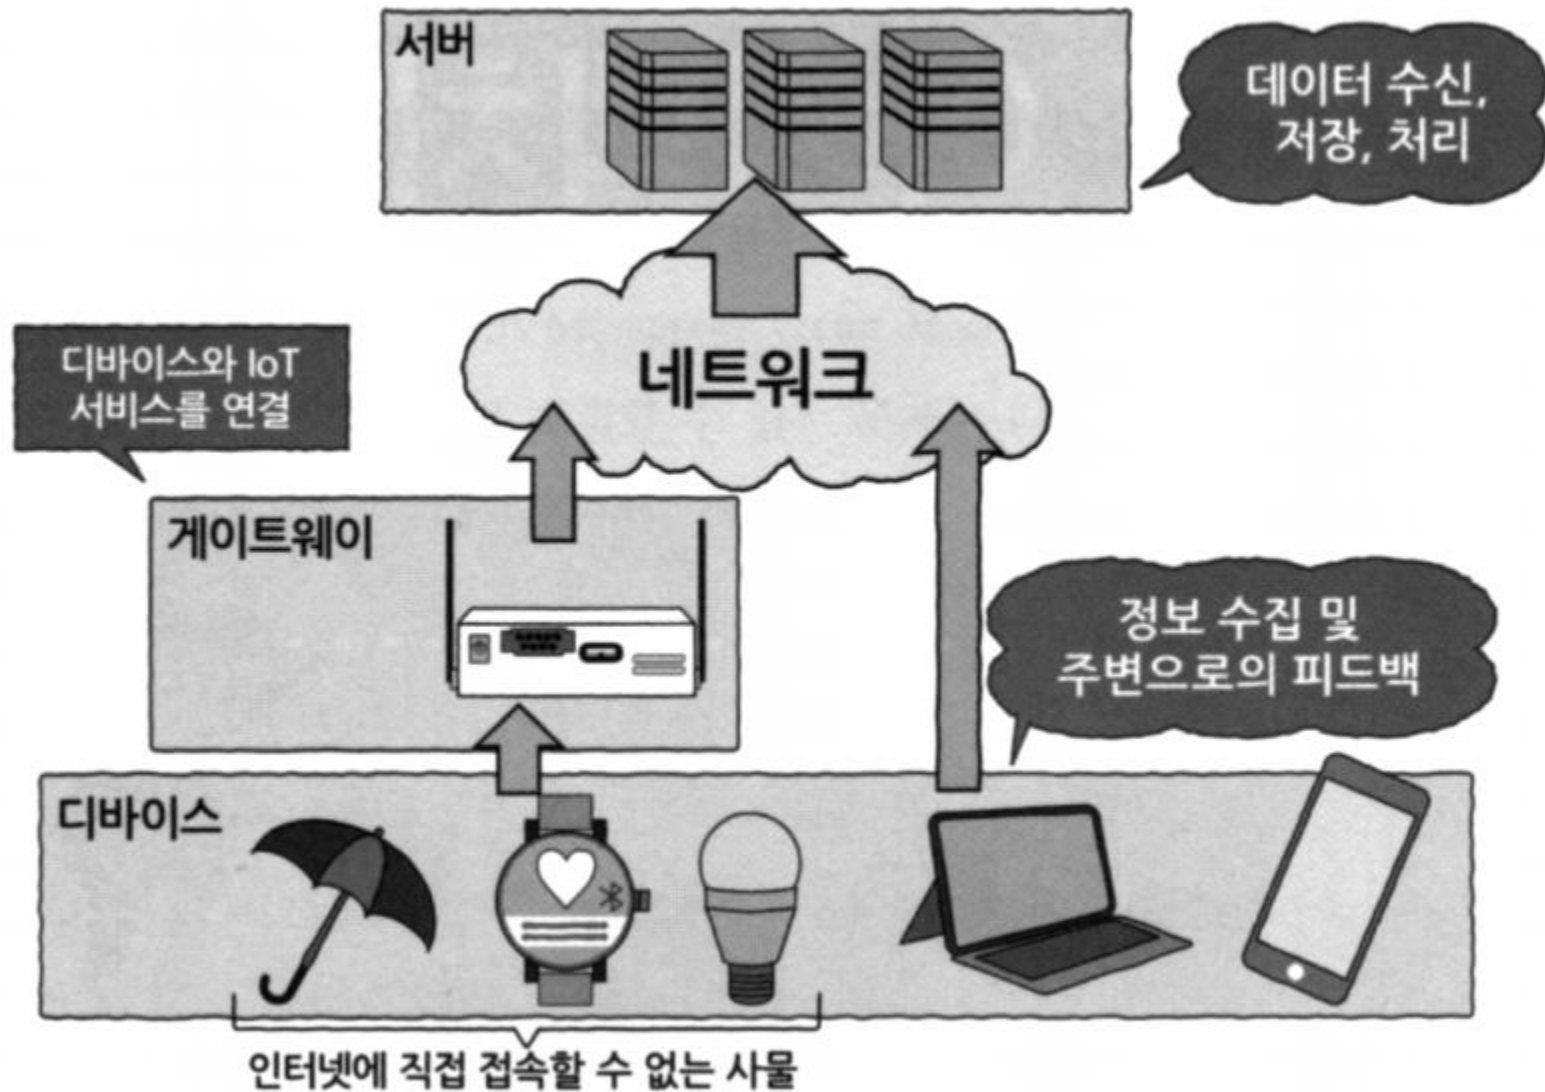 서버
데이터 수신,
저장, 처리
네트워크
디바이스와 IoT
서비스를 연결
게이트웨이
정보 수집 및
주변으로의 피드백
디바이스
인터넷에 직접 접속할 수 없는 사물